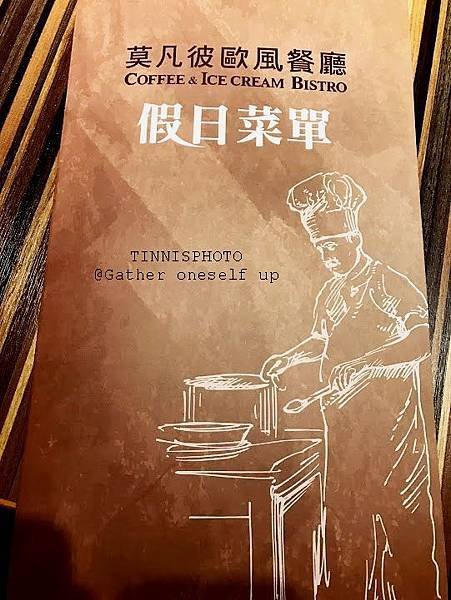 莫凡彼歐風餐廳
COFFEE & ICE CREAM BISTRO
假日菜單
TINNISPHOTO
@Gather oneself up